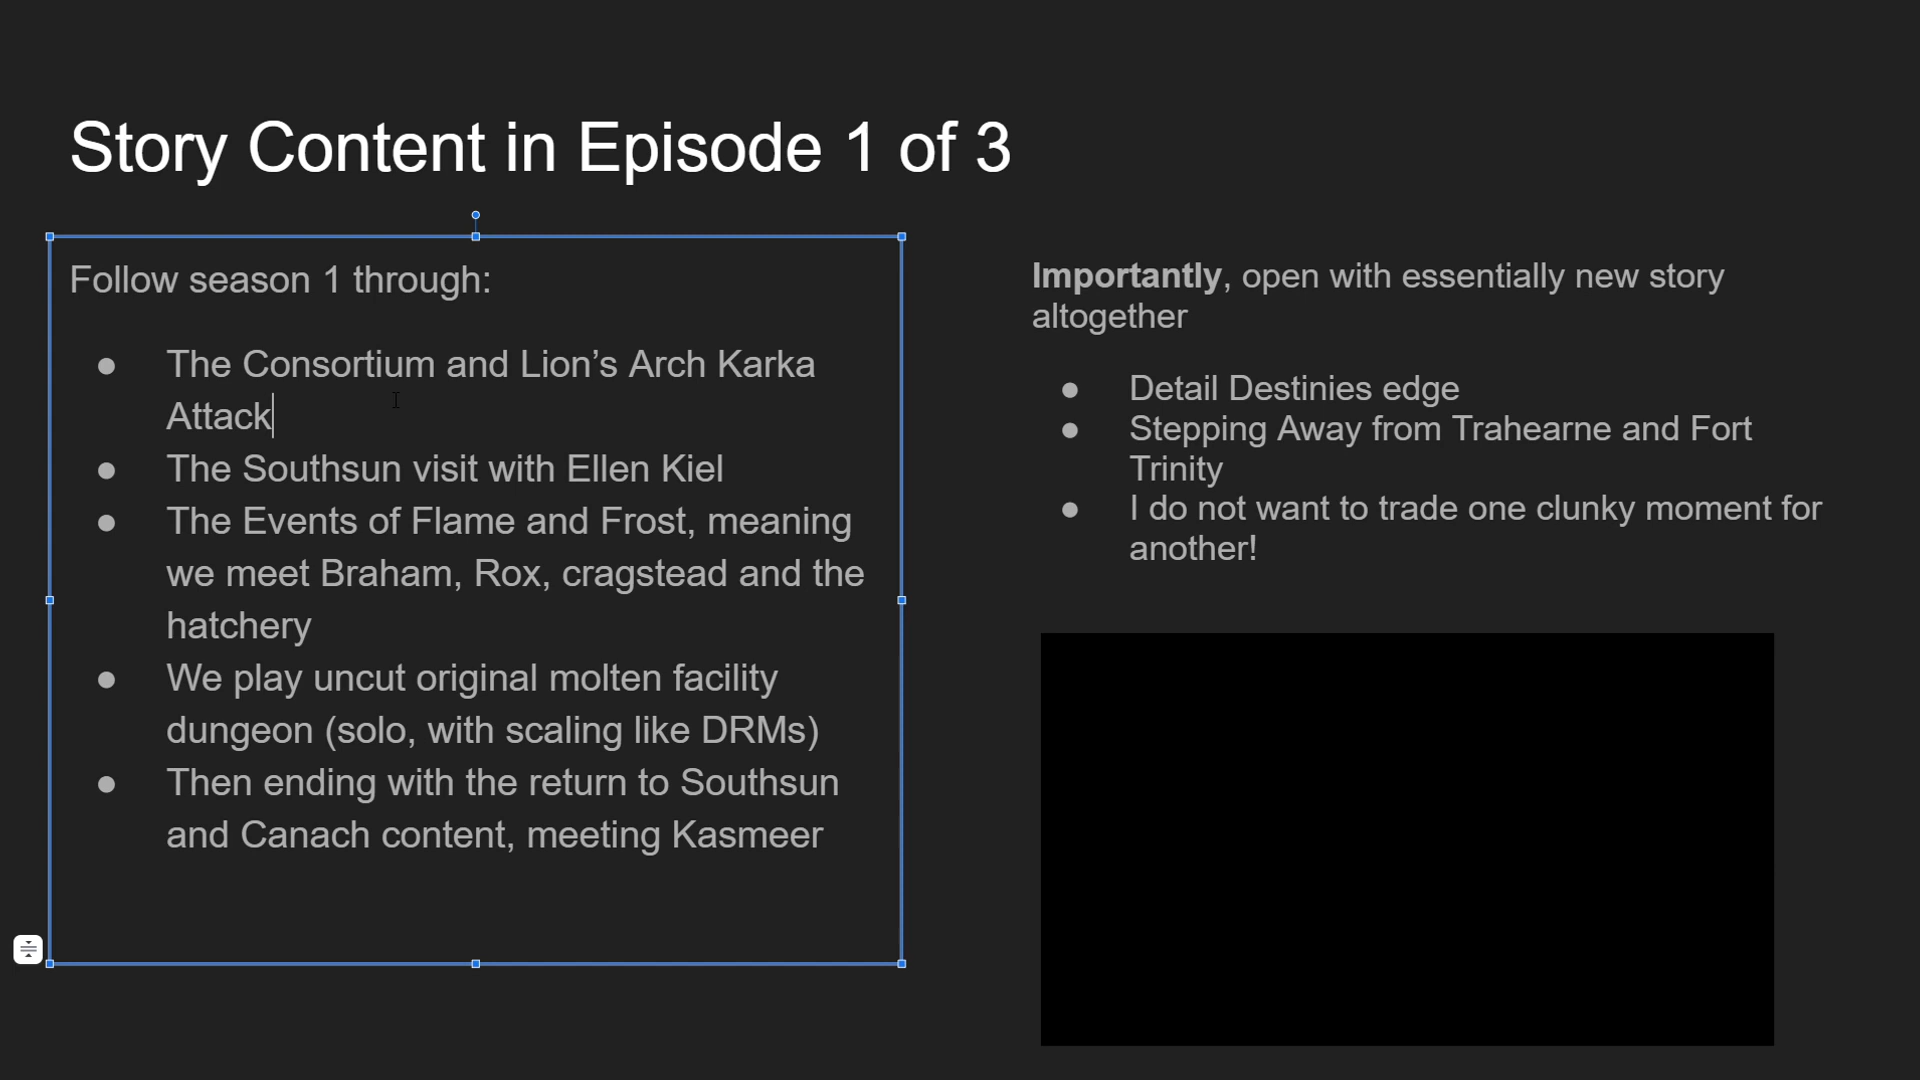 Story Content in Episode 1 of 3
Follow season 1 through:
● The Consortium and Lion’s Arch Karka
Attack
● The Southsun visit with Ellen Kiel
● The Events of Flame and Frost, meaning
we meet Braham, Rox, cragstead and the
hatchery
● We play uncut original molten facility
dungeon (solo, with scaling like DRMs)
● Then ending with the return to Southsun
and Canach content, meeting Kasmeer
Importantly, open with essentially new story
altogether
● Detail Destinies edge
● Stepping Away from Trahearne and Fort
Trinity
● I do not want to trade one clunky moment for
another!